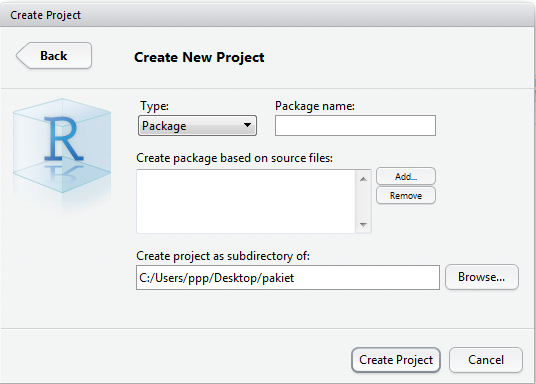 Create Project
Back
Create New Project
R
Type:
Package name:
Package
Create package based on source files:
Add...
Remove
Create project as subdirectory of:
C:/Users/ppp/Desktop/pakiet
Browse...
Create Project
Cancel